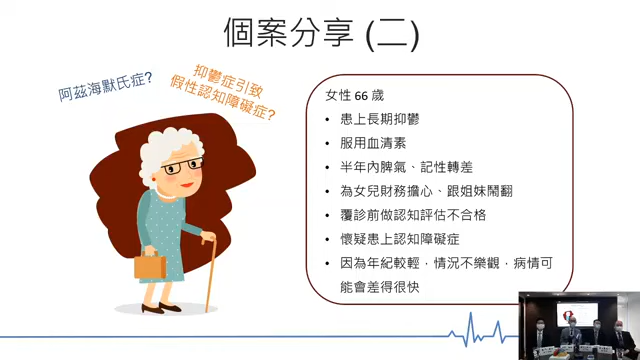 個案分享 (二)
阿茲海默氏症?
抑鬱症引致
假性認知障礙症?
女性 66 歲
• 患上長期抑鬱
• 服用血清素
• 半年內脾氣、記性轉差
• 為女兒財務擔心、跟姐妹鬧翻
• 覆診前做認知評估不合格
• 懷疑患上認知障礙症
• 因為年紀較輕，情況不樂觀，病情可
能會差得很快